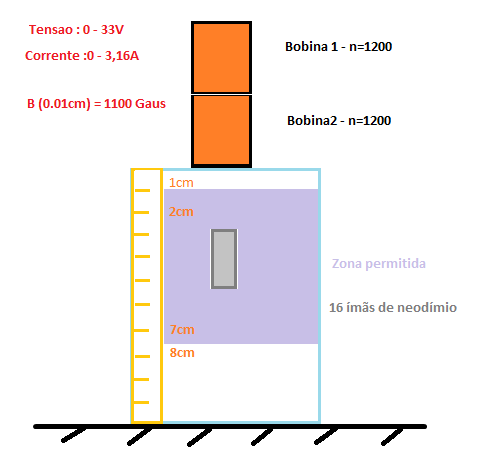 Tensao : 0 - 33V
Corrente :0 - 3,16A
B (0.01cm) = 1100 Gaus
Bobina 1 - n=1200
Bobina2 - n=1200
1cm
2cm
Zona permitida
16 ímãs de neodímio
7cm
8cm